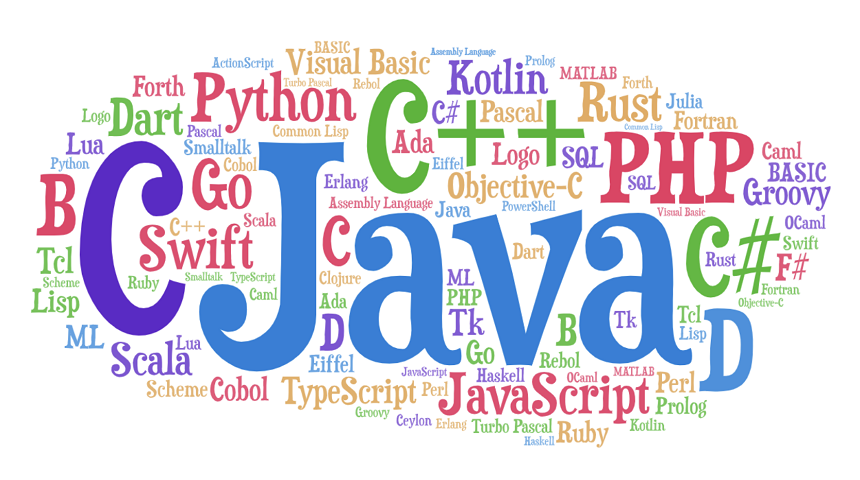 BASIC
Assembly Language
ActionScript
Visual Basic
Prolog
Kotlin
MATLAB
Forth
Turbo Pascal
Rebol
Python
C++
C#
Pascal
Rust
Forth
Julia
Logo
Dart
Pascal
Common Lisp
Ada
Common Lisp
Fortran
Lua
Smalltalk
Logo
SQL
PHP
Caml
Python
Cobol
Eiffel
BASIC
B
C
Go
Java
Erlang
Objective-C
SQL
Groovy
Assembly Language
Java
PowerShell
Visual Basic
C++
Scala
Swift
C
Dart
C#
OCaml
Swift
Tcl
Rust
F#
Scheme
Ruby
Smalltalk
TypeScript
Clojure
ML
Fortran
Lisp
Caml
Ada
PHP
Objective-C
ML
D
Tk
B
Tk
Tcl
D
Lisp
Scala
Lua
Eiffel
Go
Rebol
Scheme
Cobol
TypeScript
JavaScript
Haskell
OCaml
MATLAB
Perl
JavaScript
Perl
Prolog
Groovy
Ceylon
Erlang
Turbo Pascal
Ruby
Kotlin
Haskell